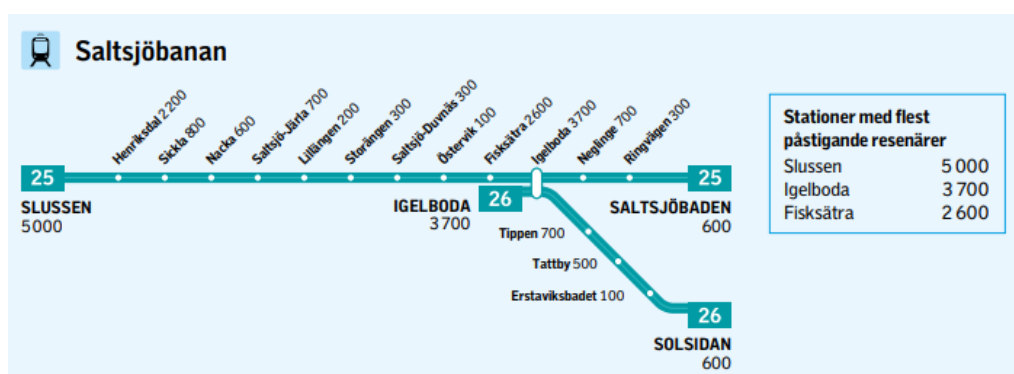 Saltsjöbanan
Henriksdal 2 200
Sickla 800
Nacka 600
Saltsjö-Järla 700
Lillängen 200
Storängen 300
Saltsjö-Duvnäs 300
Östervik 100
Fisksätra 2 600
Igelboda 3 700
Neglinge 700
Ringvägen 300
25
25
SLUSSEN
5 000
IGELBODA
3 700
26
SALTSJÖBADEN
600
Tippen 700
Tattby 500
Erstaviksbadet 100
26
SOLSIDAN
600
Stationer med flest
påstigande resenärer
Slussen 5 000
Igelboda 3 700
Fisksätra 2 600